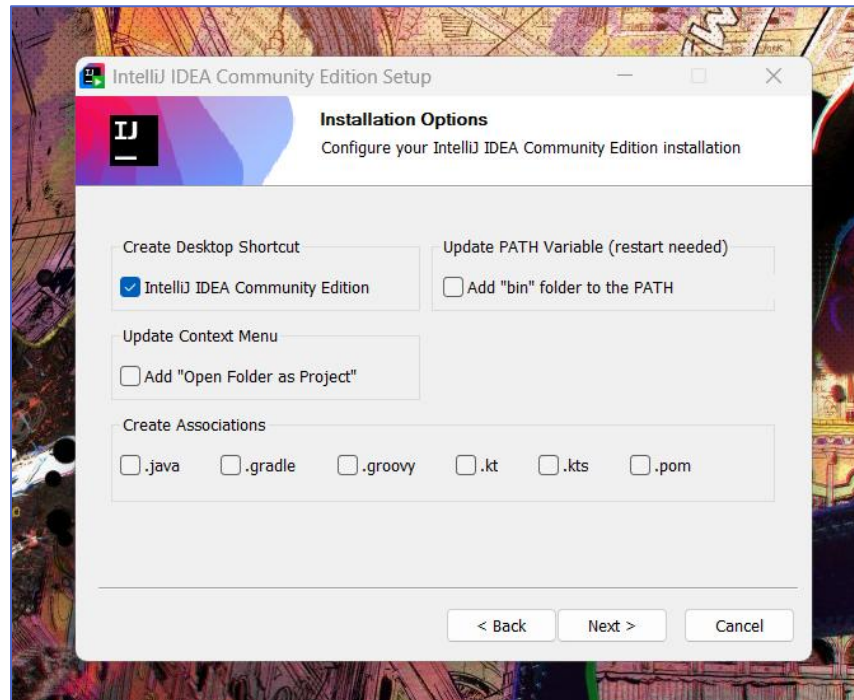 IntelliJ IDEA Community Edition Setup
IJ
Installation Options
Configure your IntelliJ IDEA Community Edition installation
Create Desktop Shortcut
IntelliJ IDEA Community Edition
Update PATH Variable (restart needed)
Add "bin" folder to the PATH
Update Context Menu
Add "Open Folder as Project"
Create Associations
.java .gradle .groovy .kt .kts .pom
< Back Next > Cancel